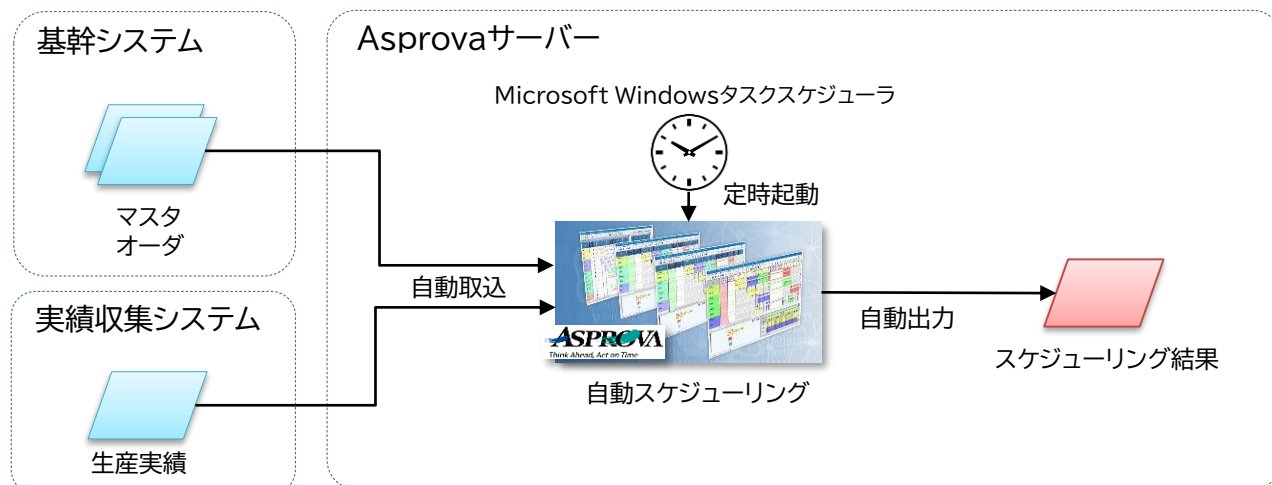 基幹システム
マスタ
オーダ
実績収集システム
生産実績
Asprovaサーバー
Microsoft Windowsタスクスケジューラ
定時起動
自動取込
ASPROVA
Think Ahead, Act on Time
自動スケジューリング
自動出力
スケジューリング結果